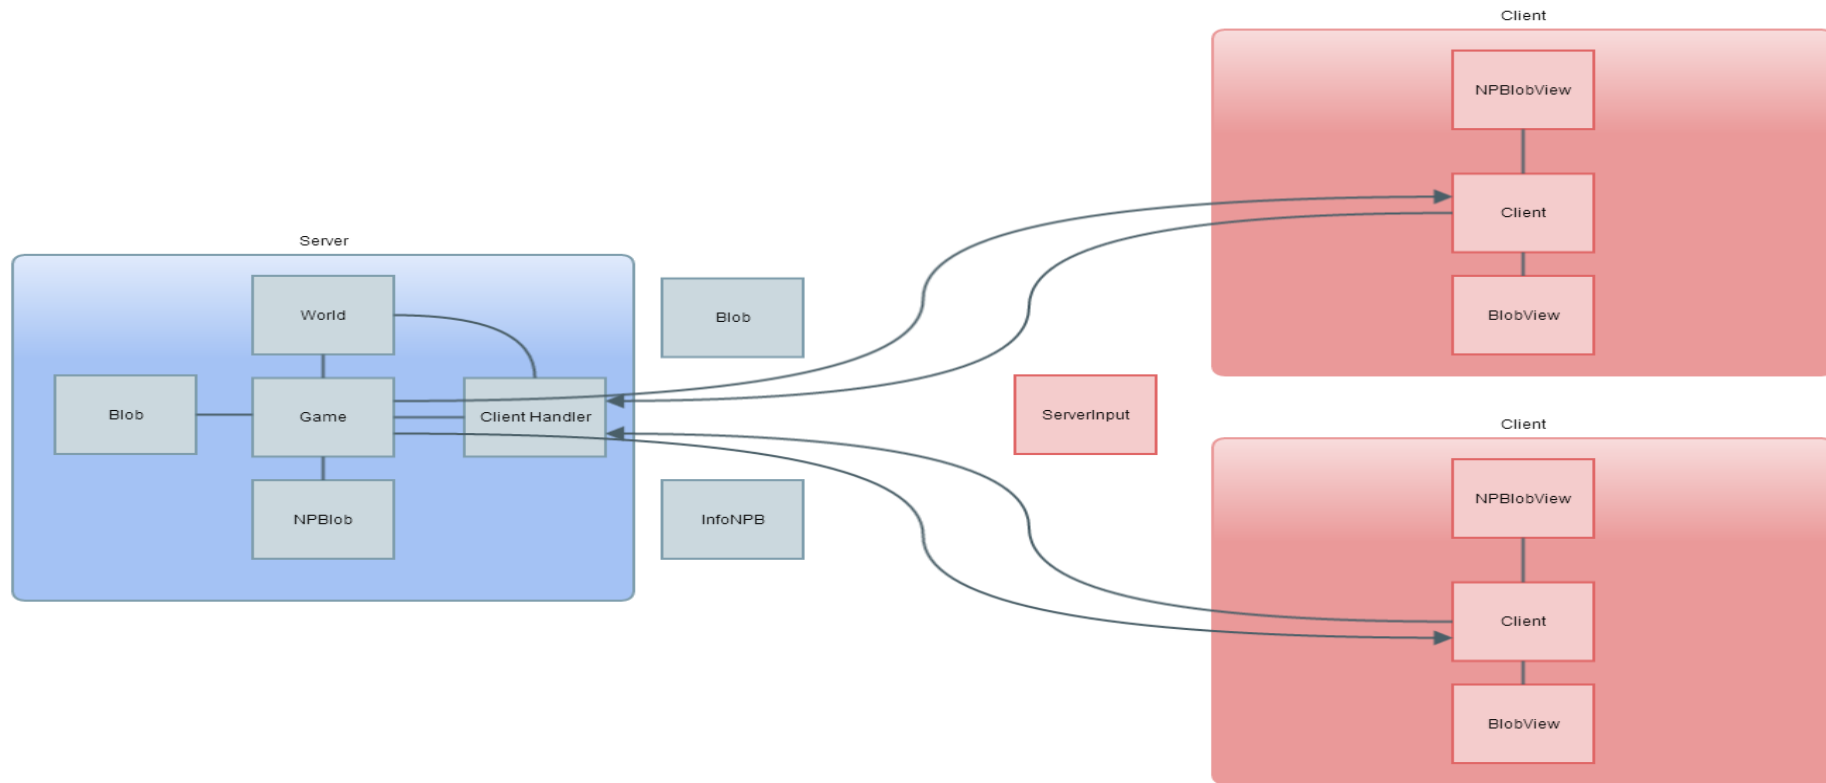 Client
NPBlobView
Client
BlobView
Server
World
Blob
Game
Client Handler
NPBlob
Blob
InfoNPB
ServerInput
Client
NPBlobView
Client
BlobView